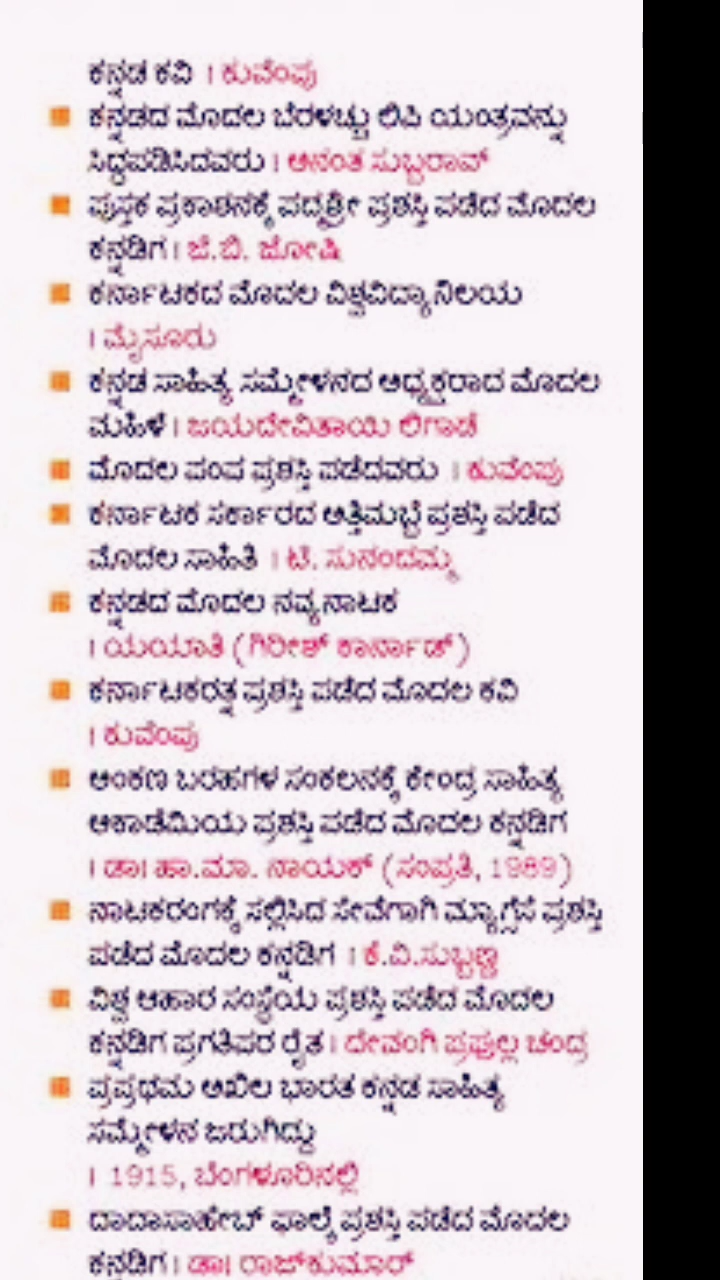 ಕನ್ನಡ ಕವಿ । ಕುವೆಂಪು
■ ಕನ್ನಡದ ಮೊದಲ ಬೆರಳಚ್ಚು ಲಿಪಿ ಯಂತ್ರವನ್ನು
ಸಿದ್ಧಪಡಿಸಿದವರು । ಅನಂತ ಸುಬ್ಬರಾವ್
■ ಪುಸ್ತಕ ಪ್ರಕಾಶನಕ್ಕೆ ಪದ್ಮಶ್ರೀ ಪ್ರಶಸ್ತಿ ಪಡೆದ ಮೊದಲ
ಕನ್ನಡಿಗ । ಜಿ.ಬಿ. ಜೋಷಿ
■ ಕರ್ನಾಟಕದ ಮೊದಲ ವಿಶ್ವವಿದ್ಯಾನಿಲಯ
। ಮೈಸೂರು
■ ಕನ್ನಡ ಸಾಹಿತ್ಯ ಸಮ್ಮೇಳನದ ಅಧ್ಯಕ್ಷರಾದ ಮೊದಲ
ಮಹಿಳೆ । ಜಯದೇವಿತಾಯಿ ಲಿಗಾಡೆ
■ ಮೊದಲ ಪಂಪ ಪ್ರಶಸ್ತಿ ಪಡೆದವರು । ಕುವೆಂಪು
■ ಕರ್ನಾಟಕ ಸರ್ಕಾರದ ಅತ್ತಿಮಬ್ಬೆ ಪ್ರಶಸ್ತಿ ಪಡೆದ
ಮೊದಲ ಸಾಹಿತಿ । ಟಿ. ಸುನಂದಮ್ಮ
■ ಕನ್ನಡದ ಮೊದಲ ನವ್ಯನಾಟಕ
। ಯಯಾತಿ (ಗಿರೀಶ್ ಕಾರ್ನಾಡ್)
■ ಕರ್ನಾಟಕರತ್ನ ಪ್ರಶಸ್ತಿ ಪಡೆದ ಮೊದಲ ಕವಿ
। ಕುವೆಂಪು
■ ಅಂಕಣ ಬರಹಗಳ ಸಂಕಲನಕ್ಕೆ ಕೇಂದ್ರ ಸಾಹಿತ್ಯ
ಅಕಾಡೆಮಿಯ ಪ್ರಶಸ್ತಿ ಪಡೆದ ಮೊದಲ ಕನ್ನಡಿಗ
। ಡಾ। ಹಾ.ಮಾ. ನಾಯಕ್ (ಸಂಪ್ರತಿ, 1989)
■ ನಾಟಕರಂಗಕ್ಕೆ ಸಲ್ಲಿಸಿದ ಸೇವೆಗಾಗಿ ಮ್ಯಾಗ್ಸೆಸೆ ಪ್ರಶಸ್ತಿ
ಪಡೆದ ಮೊದಲ ಕನ್ನಡಿಗ । ಕೆ.ವಿ.ಸುಬ್ಬಣ್ಣ
■ ವಿಶ್ವ ಆಹಾರ ಸಂಸ್ಥೆಯ ಪ್ರಶಸ್ತಿ ಪಡೆದ ಮೊದಲ
ಕನ್ನಡಿಗ ಪ್ರಗತಿಪರ ರೈತ । ದೇವಂಗಿ ಪ್ರಫುಲ್ಲ ಚಂದ್ರ
■ ಪ್ರಪ್ರಥಮ ಅಖಿಲ ಭಾರತ ಕನ್ನಡ ಸಾಹಿತ್ಯ
ಸಮ್ಮೇಳನ ಜರುಗಿದ್ದು
। 1915, ಬೆಂಗಳೂರಿನಲ್ಲಿ
■ ದಾದಾಸಾಹೇಬ್ ಫಾಲ್ಕೆ ಪ್ರಶಸ್ತಿ ಪಡೆದ ಮೊದಲ
ಕನ್ನಡಿಗ । ಡಾ। ರಾಜ್‌ಕುಮಾರ್